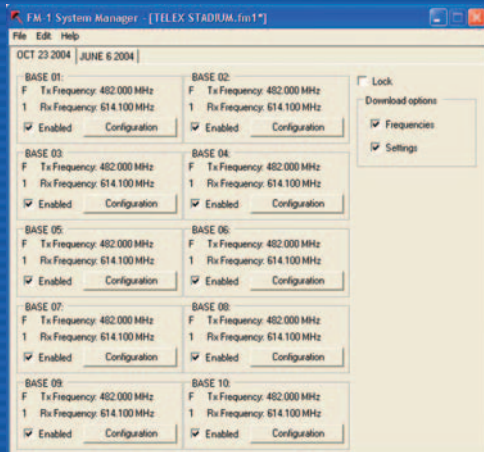 FM-1 System Manager - [TELEX STADIUM.fm1*]
File Edit Help
OCT 23 2004 JUNE 6 2004
BASE 01: BASE 02:
F Tx Frequency: 482.000 MHz F Tx Frequency: 482.000 MHz
1 Rx Frequency: 614.100 MHz 1 Rx Frequency: 614.100 MHz
Enabled Configuration Enabled Configuration
Lock
Download options
Frequencies
Settings
BASE 03: BASE 04:
F Tx Frequency: 482.000 MHz F Tx Frequency: 482.000 MHz
1 Rx Frequency: 614.100 MHz 1 Rx Frequency: 614.100 MHz
Enabled Configuration Enabled Configuration
BASE 05: BASE 06:
F Tx Frequency: 482.000 MHz F Tx Frequency: 482.000 MHz
1 Rx Frequency: 614.100 MHz 1 Rx Frequency: 614.100 MHz
Enabled Configuration Enabled Configuration
BASE 07: BASE 08:
F Tx Frequency: 482.000 MHz F Tx Frequency: 482.000 MHz
1 Rx Frequency: 614.100 MHz 1 Rx Frequency: 614.100 MHz
Enabled Configuration Enabled Configuration
BASE 09: BASE 10:
F Tx Frequency: 482.000 MHz F Tx Frequency: 482.000 MHz
1 Rx Frequency: 614.100 MHz 1 Rx Frequency: 614.100 MHz
Enabled Configuration Enabled Configuration